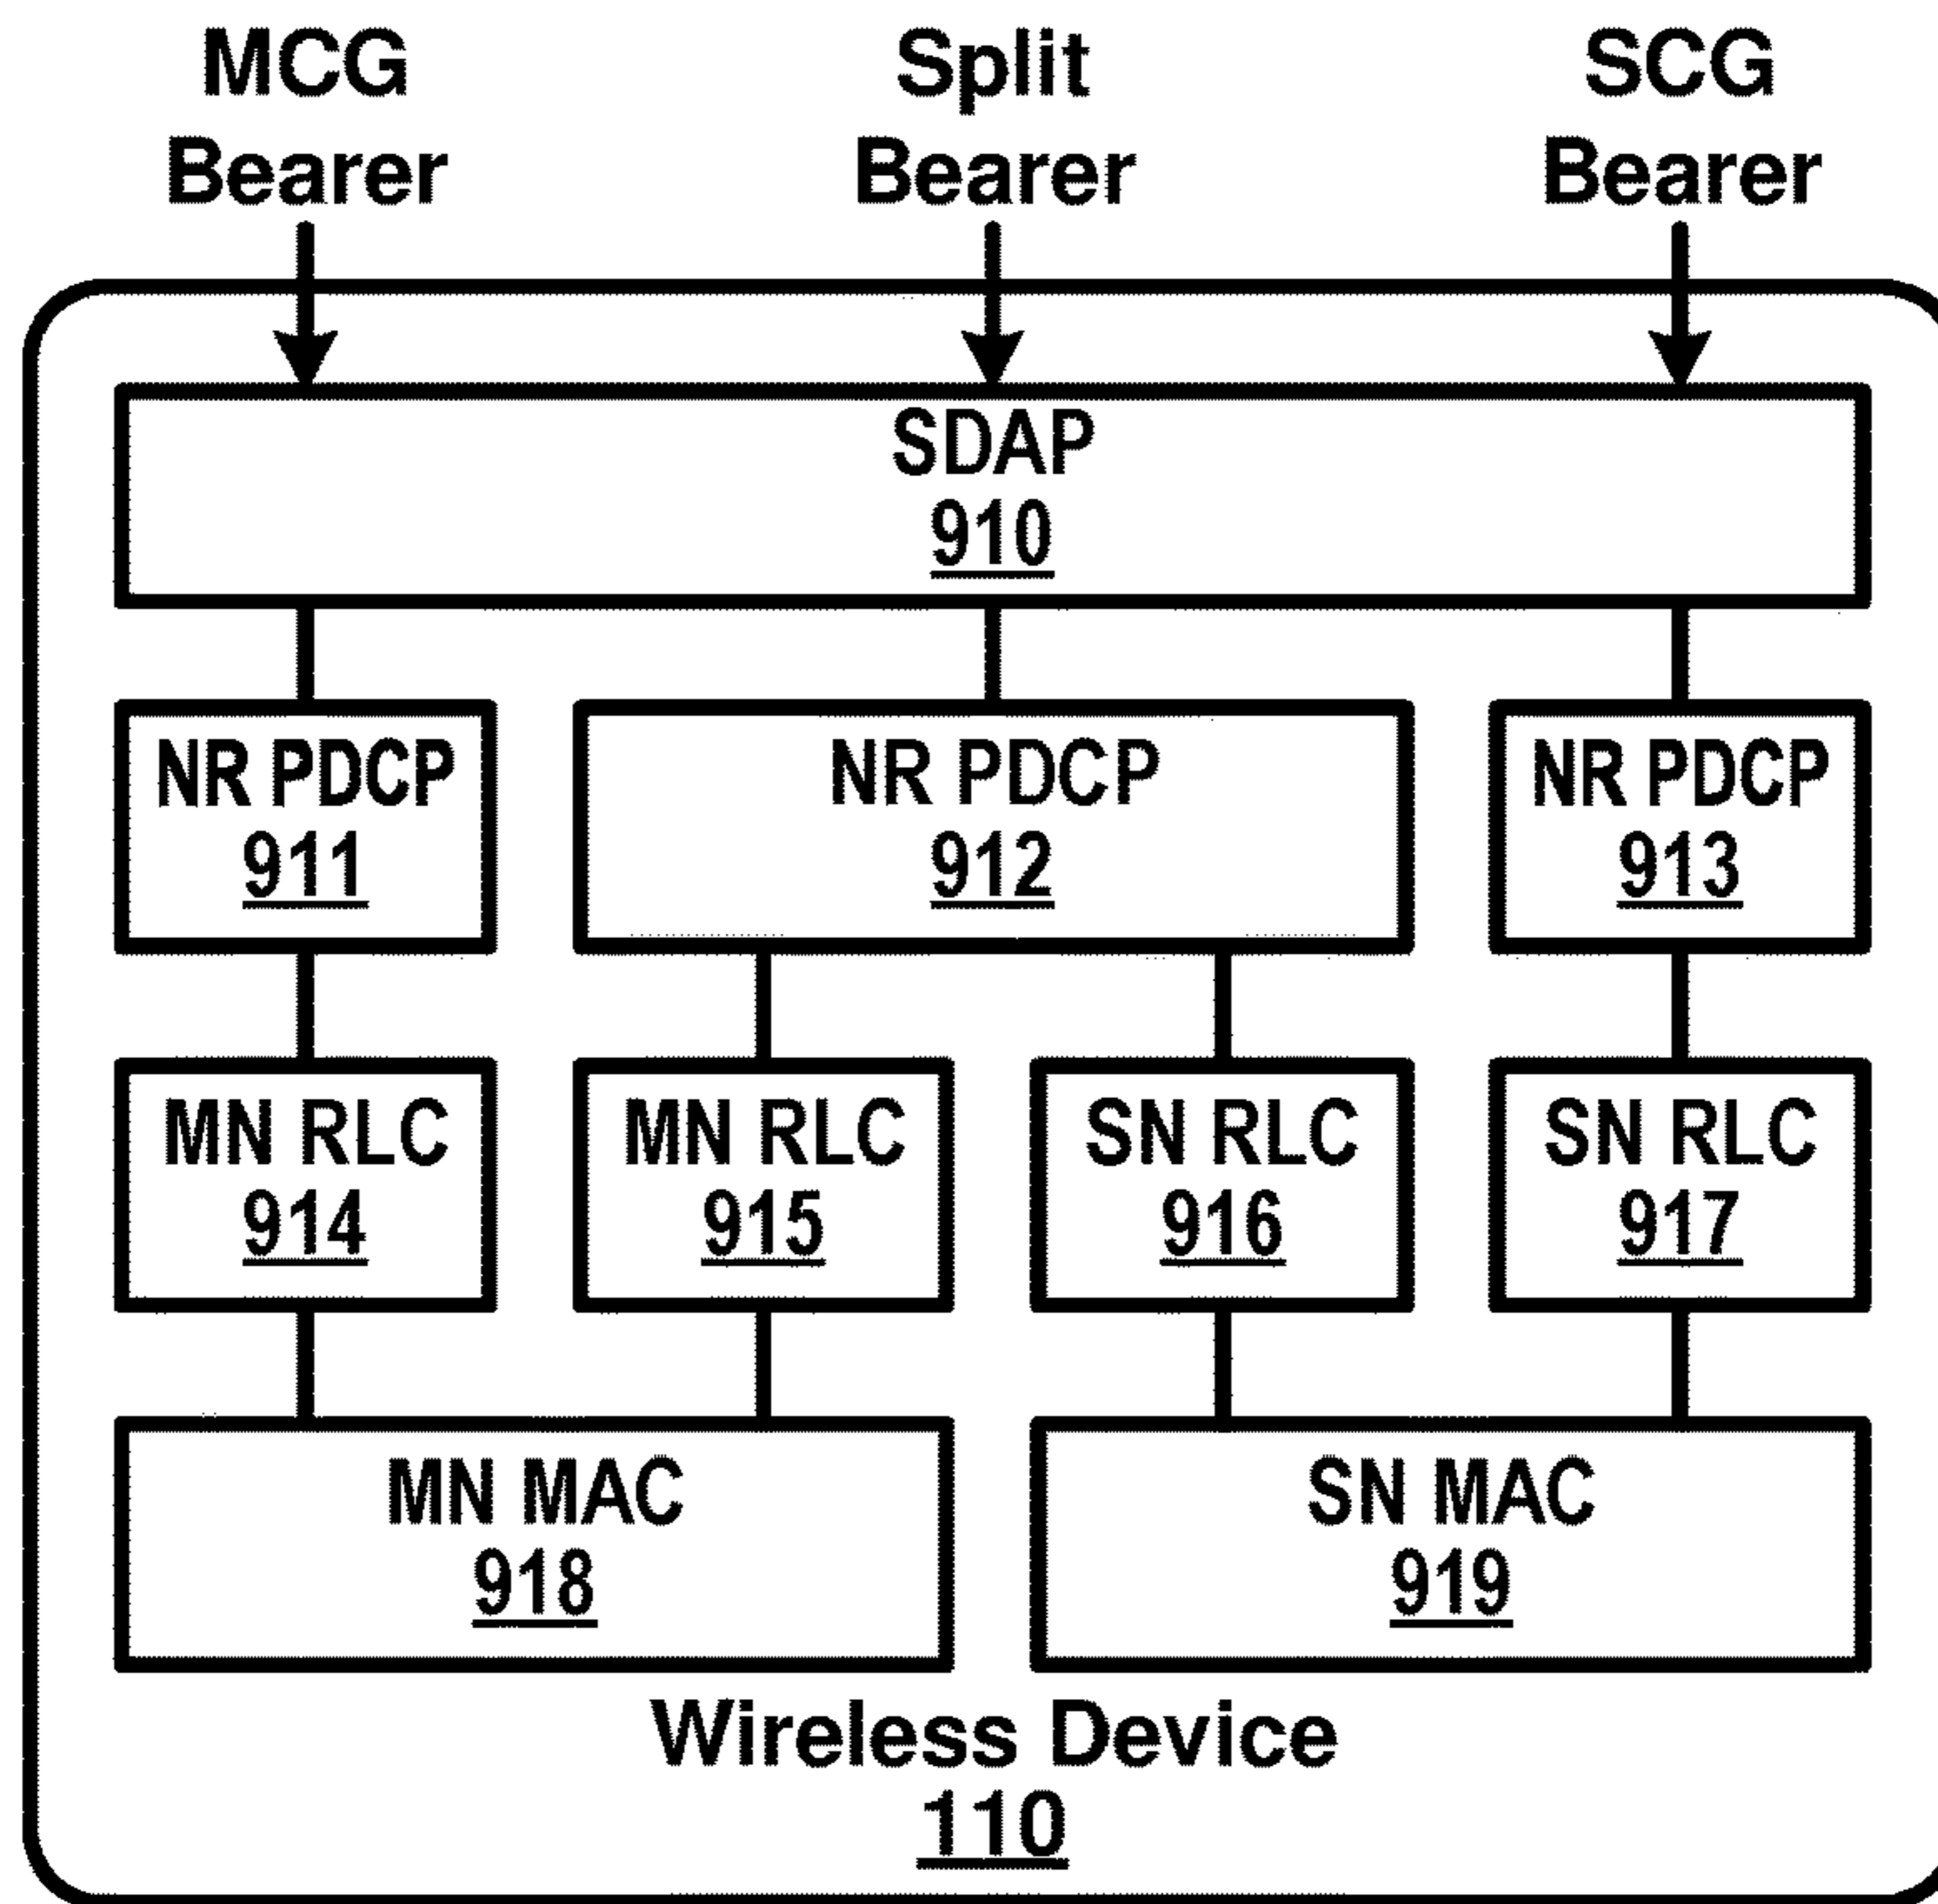 MCG
Bearer
Split
Bearer
SCG
Bearer
SDAP
910
NR PDCP
911
NR PDCP
912
NR PDCP
913
MN RLC
914
MN RLC
915
SN RLC
916
SN RLC
917
MN MAC
918
SN MAC
919
Wireless Device
110